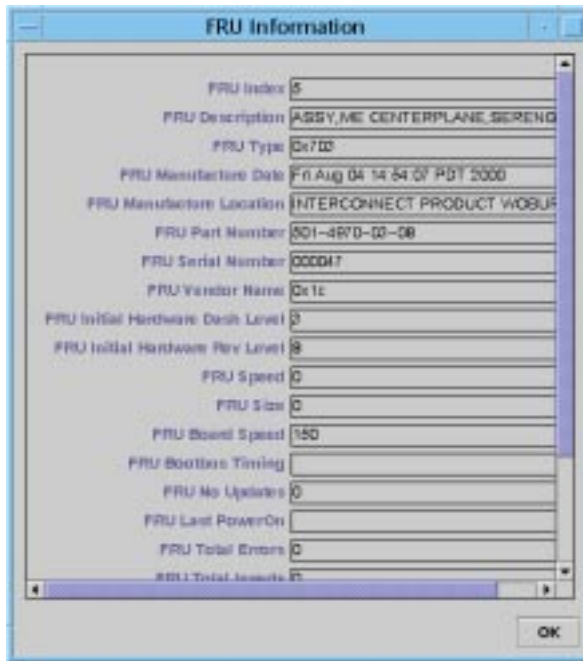 FRU Information
FRU Index 5
FRU Description ASSY,ME CENTERPLANE,SERENG
FRU Type 0x702
FRU Manufacture Date Fri Aug 04 14:54:07 PDT 2000
FRU Manufacture Location INTERCONNECT PRODUCT WOBUR
FRU Part Number 501-4970-02-08
FRU Serial Number 000047
FRU Vendor Name 0x1c
FRU Initial Hardware Dash Level 2
FRU Initial Hardware Rev Level 8
FRU Speed 0
FRU Size 0
FRU Board Speed 150
FRU Bootbus Timing
FRU No Updates 0
FRU Last PowerOn
FRU Total Errors 0
FRU Total Inserts 0
OK